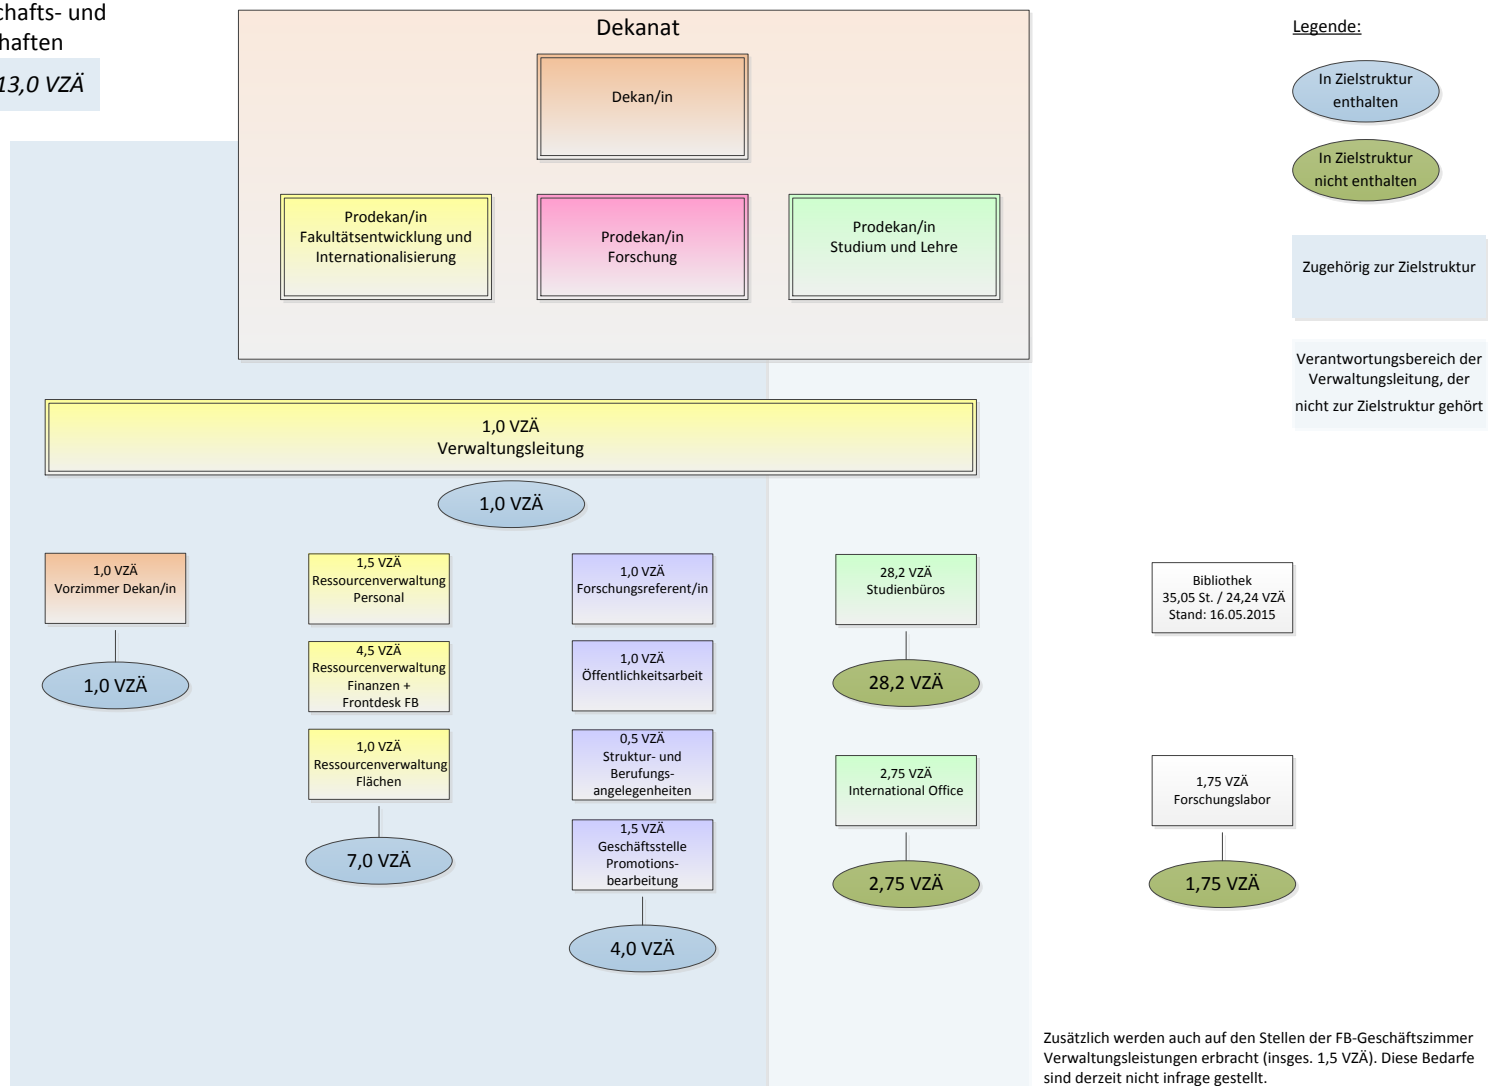 chafts- und
haften
13,0 VZÄ
Dekanat
Dekan/in
Prodekan/in
Fakultätsentwicklung und
Internationalisierung
Prodekan/in
Forschung
Prodekan/in
Studium und Lehre
Legende:
In Zielstruktur
enthalten
In Zielstruktur
nicht enthalten
Zugehörig zur Zielstruktur
Verantwortungsbereich der
Verwaltungsleitung, der
nicht zur Zielstruktur gehört
1,0 VZÄ
Verwaltungsleitung
1,0 VZÄ
1,0 VZÄ
Vorzimmer Dekan/in
1,0 VZÄ
1,5 VZÄ
Ressourcenverwaltung
Personal
4,5 VZÄ
Ressourcenverwaltung
Finanzen +
Frontdesk FB
1,0 VZÄ
Ressourcenverwaltung
Flächen
7,0 VZÄ
1,0 VZÄ
Forschungsreferent/in
1,0 VZÄ
Öffentlichkeitsarbeit
0,5 VZÄ
Struktur- und
Berufungs-
angelegenheiten
1,5 VZÄ
Geschäftsstelle
Promotions-
bearbeitung
4,0 VZÄ
28,2 VZÄ
Studienbüros
28,2 VZÄ
2,75 VZÄ
International Office
2,75 VZÄ
Bibliothek
35,05 St. / 24,24 VZÄ
Stand: 16.05.2015
1,75 VZÄ
Forschungslabor
1,75 VZÄ
Zusätzlich werden auch auf den Stellen der FB-Geschäftszimmer
Verwaltungsleistungen erbracht (insges. 1,5 VZÄ). Diese Bedarfe
sind derzeit nicht infrage gestellt.